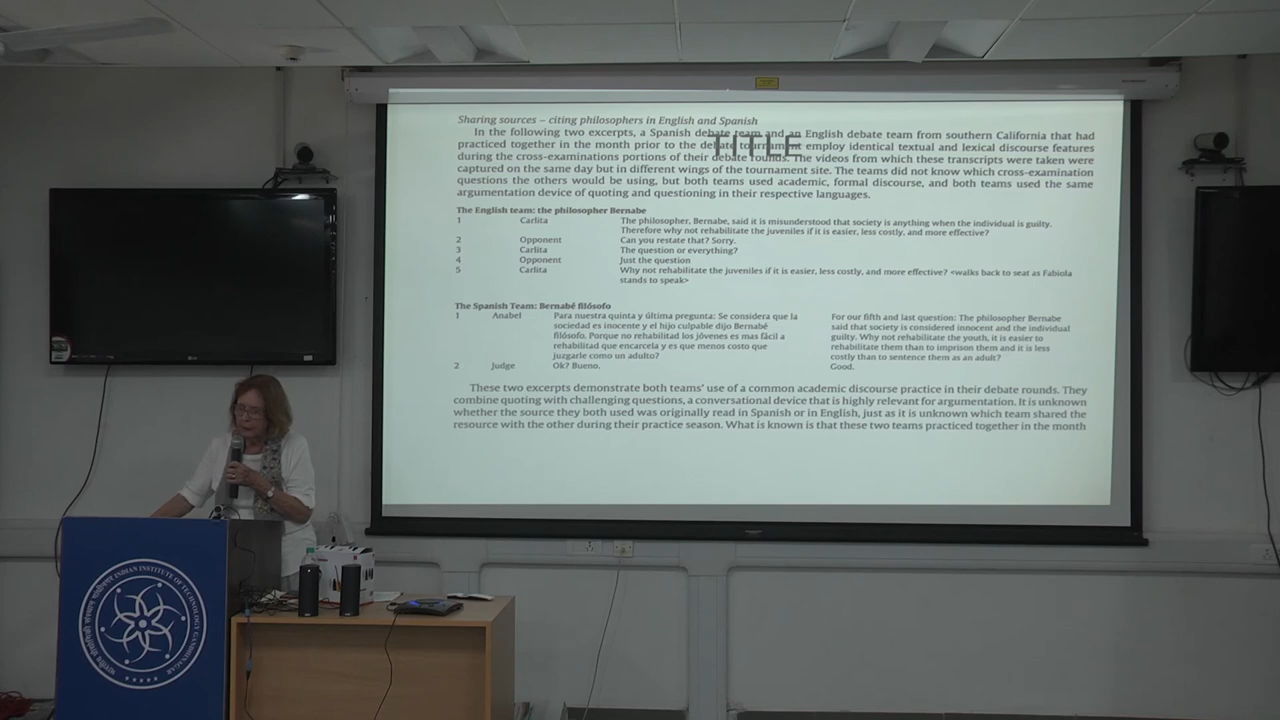 Sharing sources – citing philosophers in English and Spanish
In the following two excerpts, a Spanish debate team and an English debate team from southern California that had
practiced together in the month prior to the debate tournament employ identical textual and lexical discourse features
TITLE
during the cross-examinations portions of their debate rounds. The videos from which these transcripts were taken were
captured on the same day but in different wings of the tournament site. The teams did not know which cross-examination
questions the others would be using, but both teams used academic, formal discourse, and both teams used the same
argumentation device of quoting and questioning in their respective languages.
The English team: the philosopher Bernabe
1 Carlita The philosopher, Bernabe, said it is misunderstood that society is anything when the individual is guilty.
Therefore why not rehabilitate the juveniles if it is easier, less costly, and more effective?
2 Opponent Can you restate that? Sorry.
3 Carlita The question or everything?
4 Opponent Just the question
5 Carlita Why not rehabilitate the juveniles if it is easier, less costly, and more effective? <walks back to seat as Fabiola
stands to speak>
The Spanish Team: Bernabé filósofo
1 Anabel Para nuestra quinta y última pregunta: Se considera que la For our fifth and last question: The philosopher Bernabe
sociedad es inocente y el hijo culpable dijo Bernabé said that society is considered innocent and the individual
filósofo. Porque no rehabilitad los jóvenes es mas fácil a guilty. Why not rehabilitate the youth, it is easier to
rehabilitad que encarcela y es que menos costo que rehabilitate them than to imprison them and it is less
juzgarle como un adulto? costly than to sentence them as an adult?
2 Judge Ok? Bueno. Good.
These two excerpts demonstrate both teams' use of a common academic discourse practice in their debate rounds. They
combine quoting with challenging questions, a conversational device that is highly relevant for argumentation. It is unknown
whether the source they both used was originally read in Spanish or in English, just as it is unknown which team shared the
resource with the other during their practice season. What is known is that these two teams practiced together in the month
LG
INDIAN INSTITUTE OF TECHNOLOGY GANDHINAGAR
भारतीय प्रौद्योगिकी संस्थान गांधीनगर